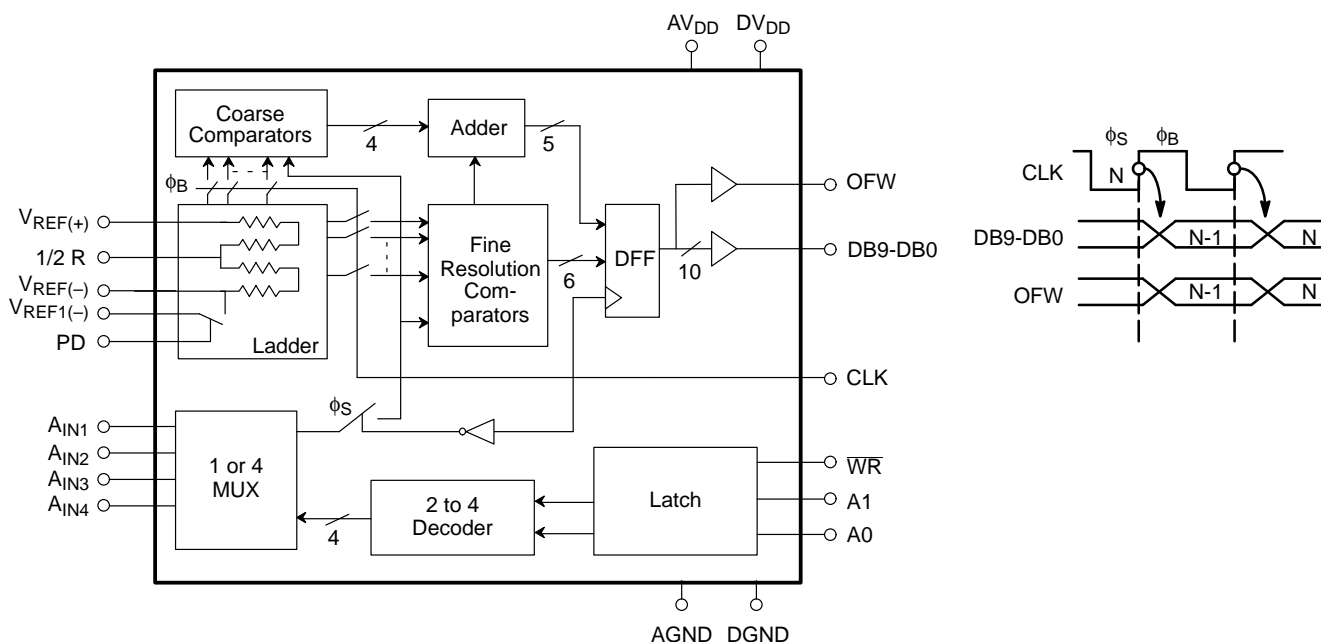 AVDD DVDD
Coarse
Comparators
4
Adder
5
ϕB
VREF(+)
1/2 R
VREF(–)
VREF1(–)
PD
Ladder
Fine
Resolution
Com-
parators
6
DFF
10
OFW
DB9-DB0
CLK
ϕS
AIN1
AIN2
AIN3
AIN4
1 or 4
MUX
4
2 to 4
Decoder
Latch
WR
A1
A0
AGND DGND
ϕS ϕB
CLK N
DB9-DB0 N-1 N
OFW N-1 N